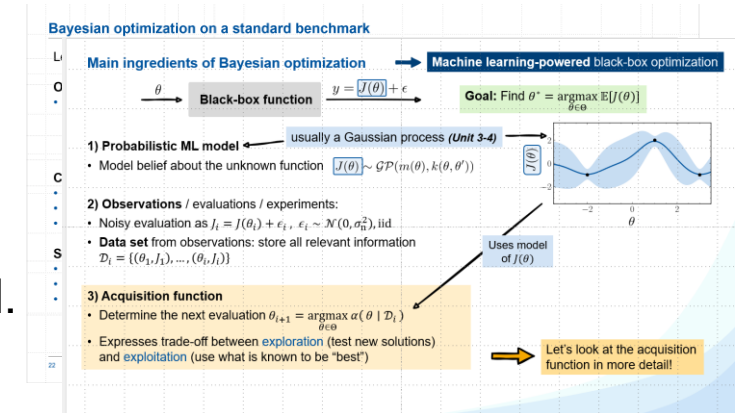 Bayesian optimization on a standard benchmark
Main ingredients of Bayesian optimization
Machine learning-powered black-box optimization
θ
Black-box function
y = J(θ) + ϵ
Goal: Find θ* = argmax E[J(θ)]
θ∈Θ
usually a Gaussian process (Unit 3-4)
1) Probabilistic ML model
• Model belief about the unknown function J(θ) ~ GP(m(θ), k(θ, θ′))
J(θ)
2
0
−2
−2
0
2
θ
2) Observations / evaluations / experiments:
• Noisy evaluation as Jᵢ = J(θᵢ) + ϵᵢ , ϵᵢ ~ N(0, σₙ²), iid
• Data set from observations: store all relevant information
Dᵢ = {(θ₁, J₁), … , (θᵢ, Jᵢ)}
Uses model
of J(θ)
3) Acquisition function
• Determine the next evaluation θᵢ₊₁ = argmax α( θ | Dᵢ )
θ∈Θ
• Expresses trade-off between exploration (test new solutions)
and exploitation (use what is known to be “best”)
Let’s look at the acquisition
function in more detail!
22